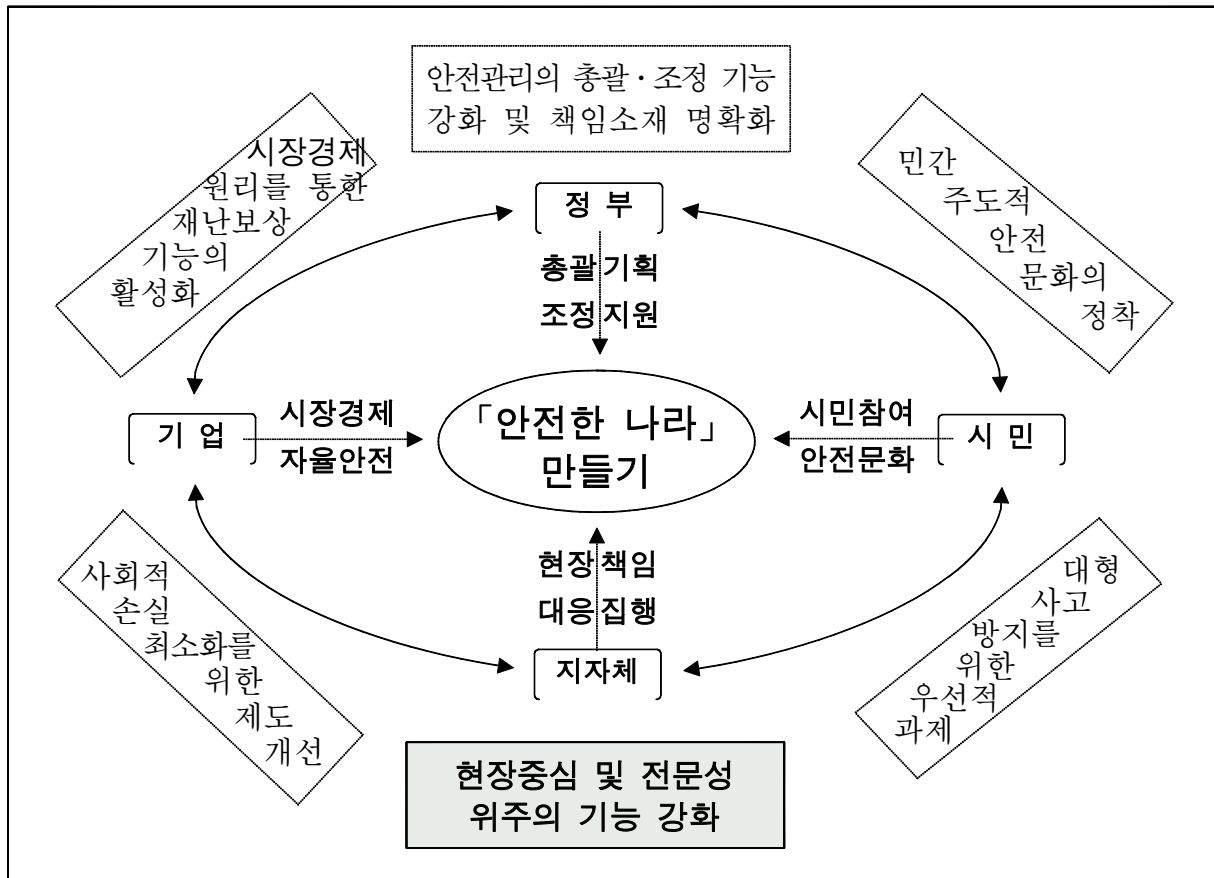 안전관리의 총괄·조정 기능
강화 및 책임소재 명확화
시장경제
원리를 통한
재난보상
기능의
활성화
민간
주도적
안전
문화의
정착
정 부
총괄 기획
조정 지원
기 업
시장경제
자율안전
「안전한 나라」
만들기
시민참여
안전문화
시 민
현장 책임
대응 집행
지자체
사회적
손실
최소화를
위한
제도
개선
대형
사고
방지를
위한
우선적
과제
현장중심 및 전문성
위주의 기능 강화